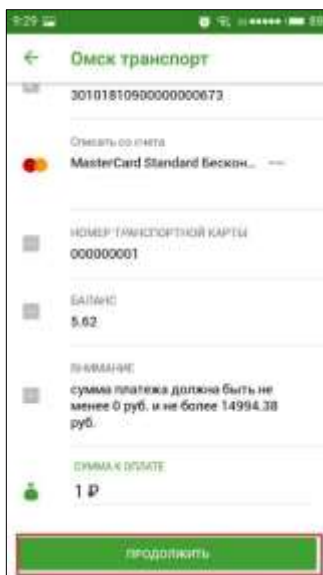 9:29
Омск транспорт
30101810900000000673
Списать со счета
MasterCard Standard Бескон...
НОМЕР ТРАНСПОРТНОЙ КАРТЫ
000000001
БАЛАНС
5.62
ВНИМАНИЕ
сумма платежа должна быть не
менее 0 руб. и не более 14994.38
руб.
СУММА К ОПЛАТЕ
1 ₽
ПРОДОЛЖИТЬ